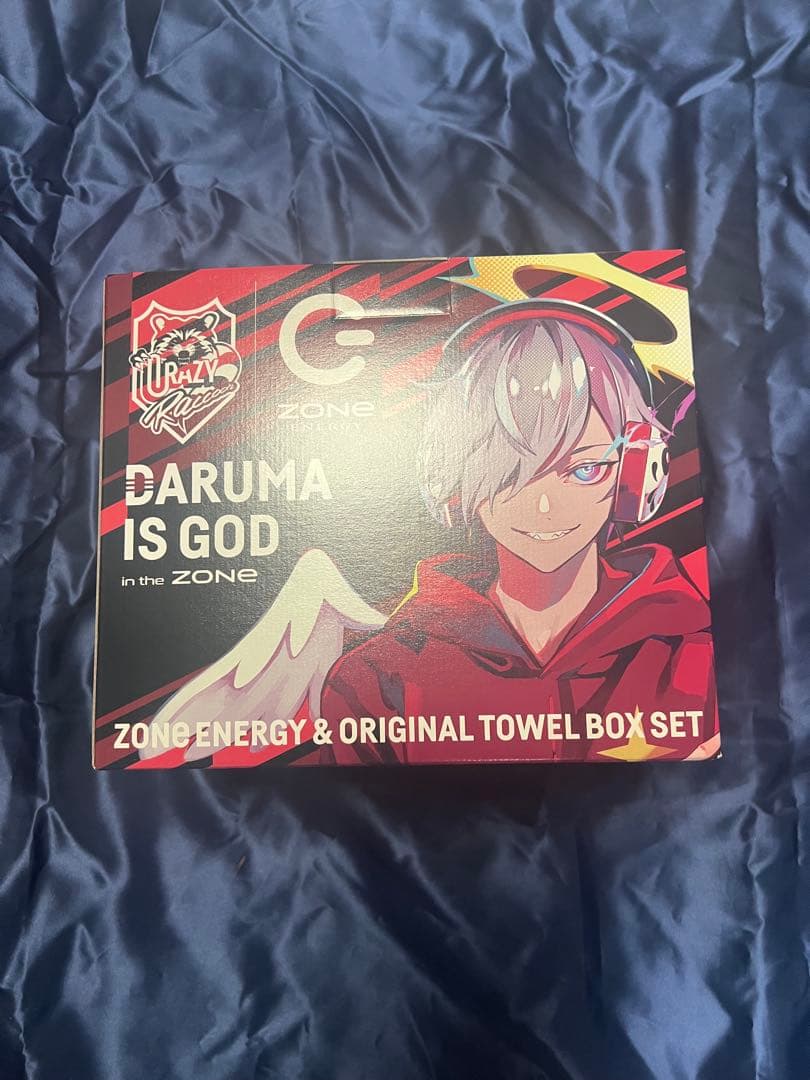 CRAZY
Raccoon
ZONe
ENERGY
DARUMA
IS GOD
in the ZONe
ZONe ENERGY & ORIGINAL TOWEL BOX SET